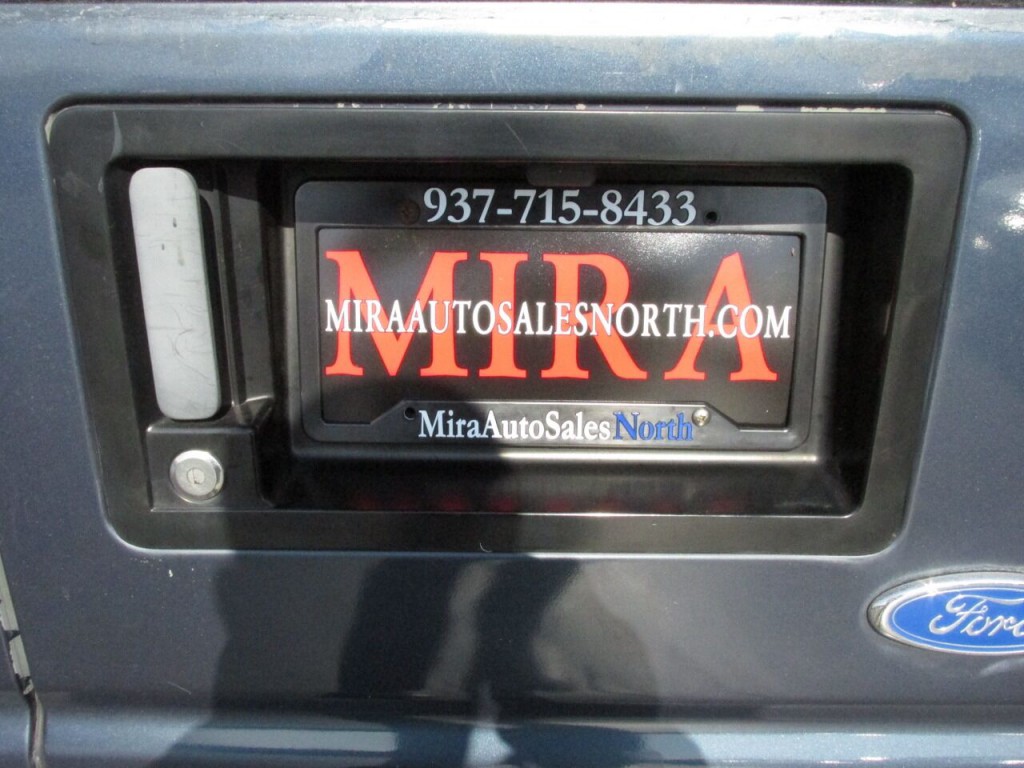 937-715-8433
MIRA
MIRAAUTOSALESNORTH.COM
MiraAutoSalesNorth
Ford